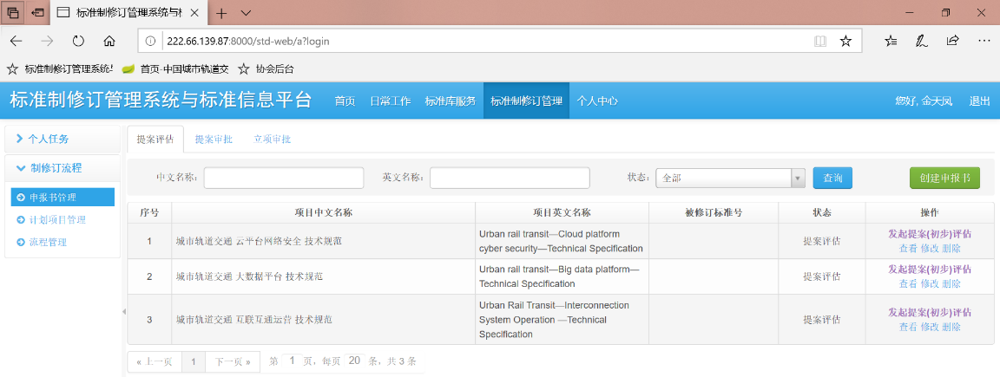 标准制修订管理系统与标
222.66.139.87:8000/std-web/a?login
标准制修订管理系统与 首页-中国城市轨道交 协会后台
标准制修订管理系统与标准信息平台 首页 日常工作 标准库服务 标准制修订管理 个人中心 您好, 金天凤 退出
个人任务
制修订流程
申报书管理
计划项目管理
流程管理
提案评估 提案审批 立项审批
中文名称: 英文名称: 状态: 全部 查询 创建申报书
序号 项目中文名称 项目英文名称 被修订标准号 状态 操作
1 城市轨道交通 云平台网络安全 技术规范 Urban rail transit—Cloud platform cyber security—Technical Specification 提案评估 发起提案(初步)评估 查看 修改 删除
2 城市轨道交通 大数据平台 技术规范 Urban rail transit—Big data platform—Technical Specification 提案评估 发起提案(初步)评估 查看 修改 删除
3 城市轨道交通 互联互通运营 技术规范 Urban Rail Transit—Interconnection System Operation —Technical Specification 提案评估 发起提案(初步)评估 查看 修改 删除
« 上一页 1 下一页 » 第 1 页, 每页 20 条, 共 3 条